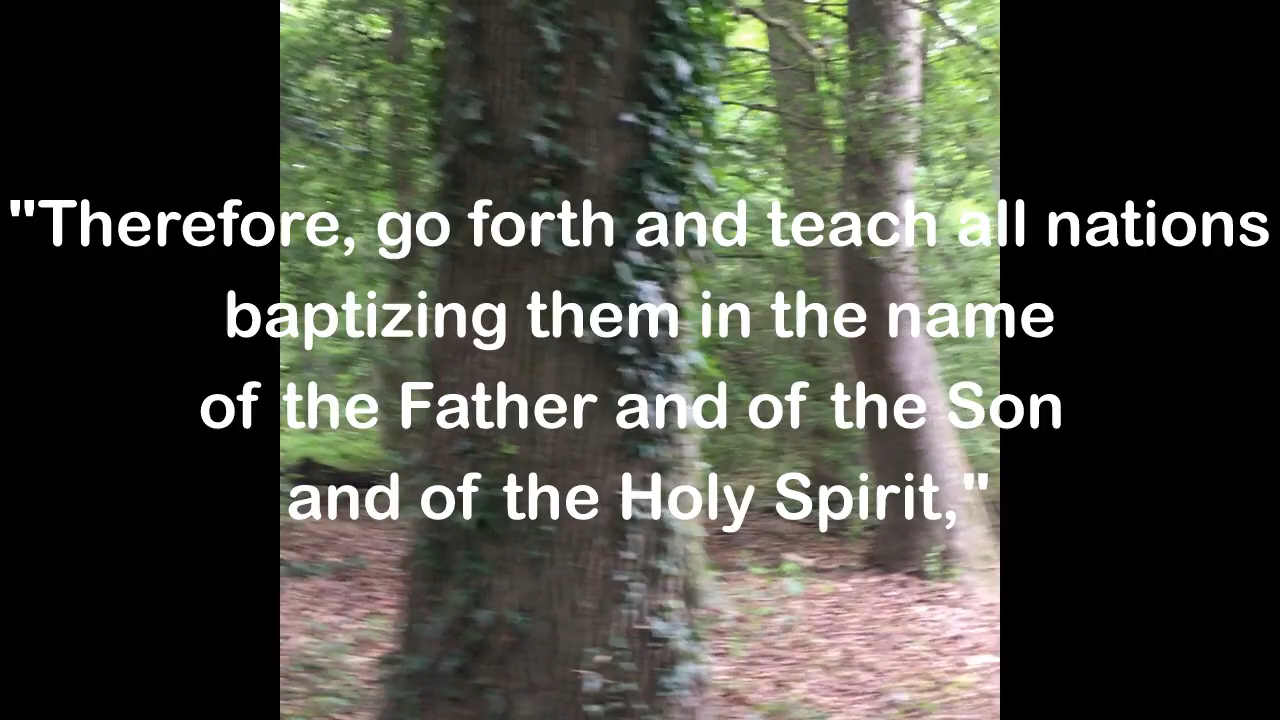 "Therefore, go forth and teach all nations
baptizing them in the name
of the Father and of the Son
and of the Holy Spirit,"